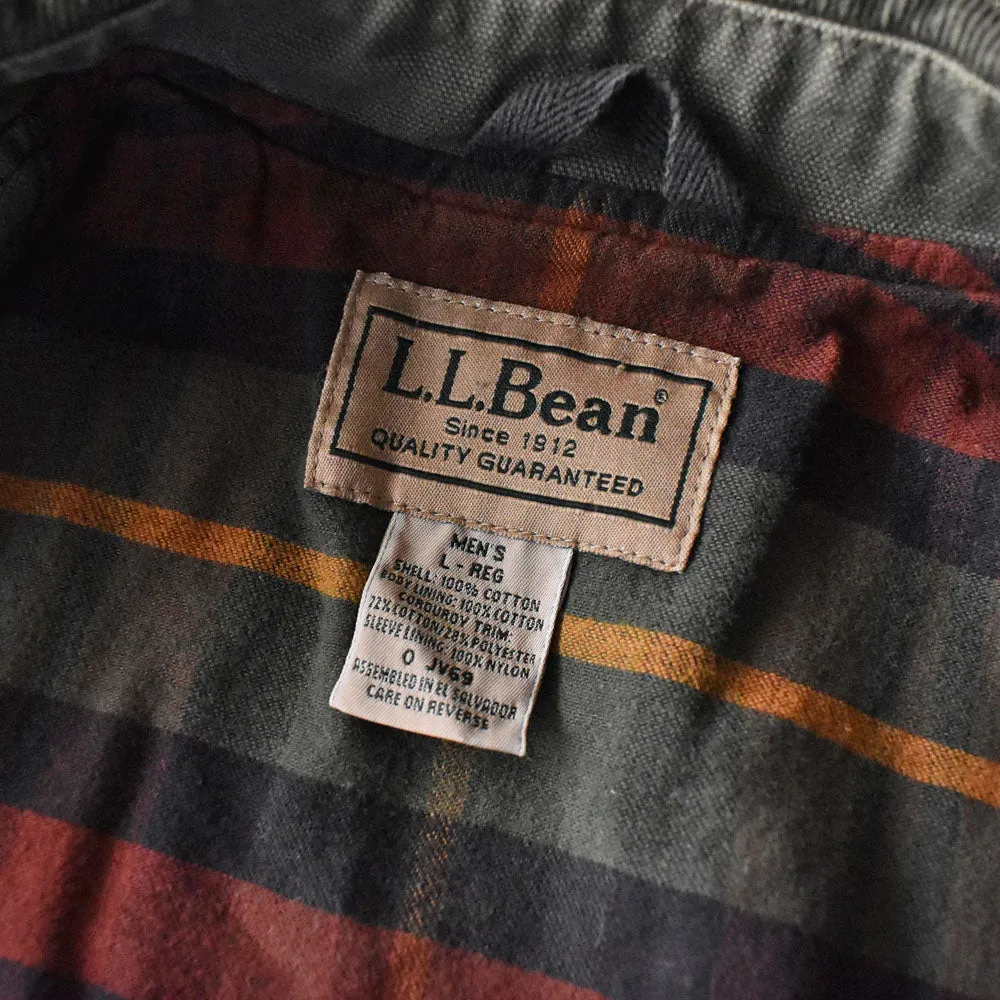 L.L.Bean®
Since 1912
QUALITY GUARANTEED
MEN'S
L - REG
SHELL: 100% COTTON
BODY LINING: 100% COTTON
CORDUROY TRIM:
72% COTTON/28% POLYESTER
SLEEVE LINING: 100% NYLON
0 JV69
ASSEMBLED IN EL SALVADOR
CARE ON REVERSE